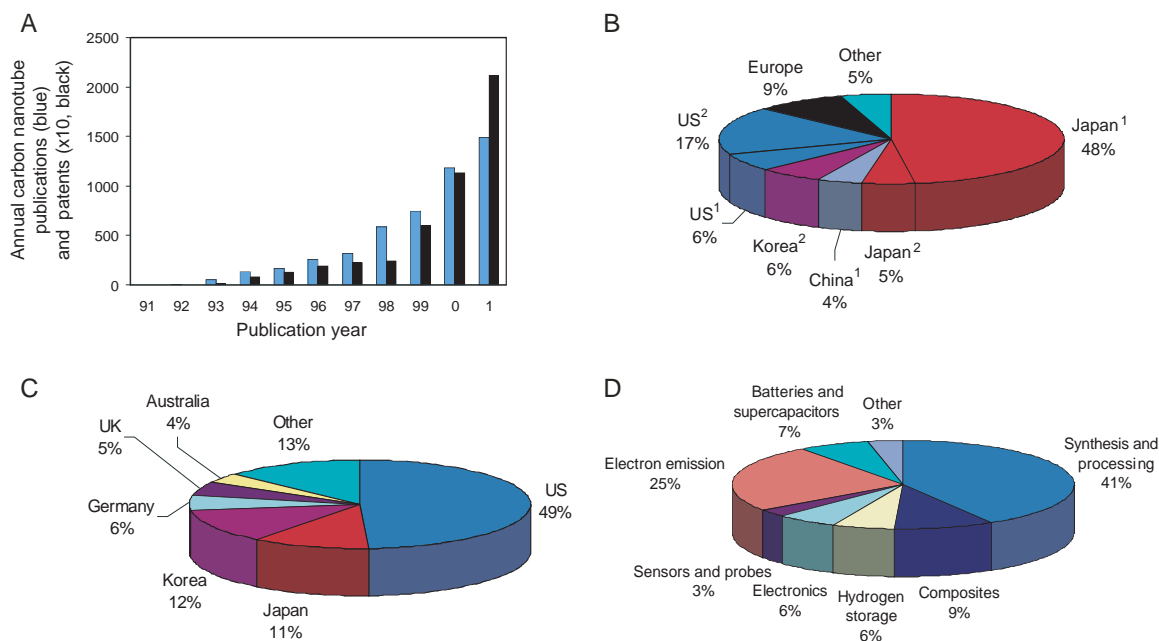 A
Annual carbon nanotube
publications (blue)
and patents (x10, black)
2500
2000
1500
1000
500
0
91 92 93 94 95 96 97 98 99 0 1
Publication year
B
Europe
9%
Other
5%
Japan¹
48%
US²
17%
US¹
6%
Korea²
6%
China¹
4%
Japan²
5%
C
Australia
4%
UK
5%
Other
13%
Germany
6%
US
49%
Korea
12%
Japan
11%
D
Batteries and
supercapacitors
7%
Other
3%
Synthesis and
processing
41%
Electron emission
25%
Sensors and probes
3%
Electronics
6%
Hydrogen
storage
6%
Composites
9%